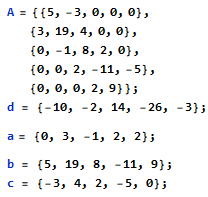 A = {{5, -3, 0, 0, 0},
{3, 19, 4, 0, 0},
{0, -1, 8, 2, 0},
{0, 0, 2, -11, -5},
{0, 0, 0, 2, 9}};
d = {-10, -2, 14, -26, -3};
a = {0, 3, -1, 2, 2};
b = {5, 19, 8, -11, 9};
c = {-3, 4, 2, -5, 0};